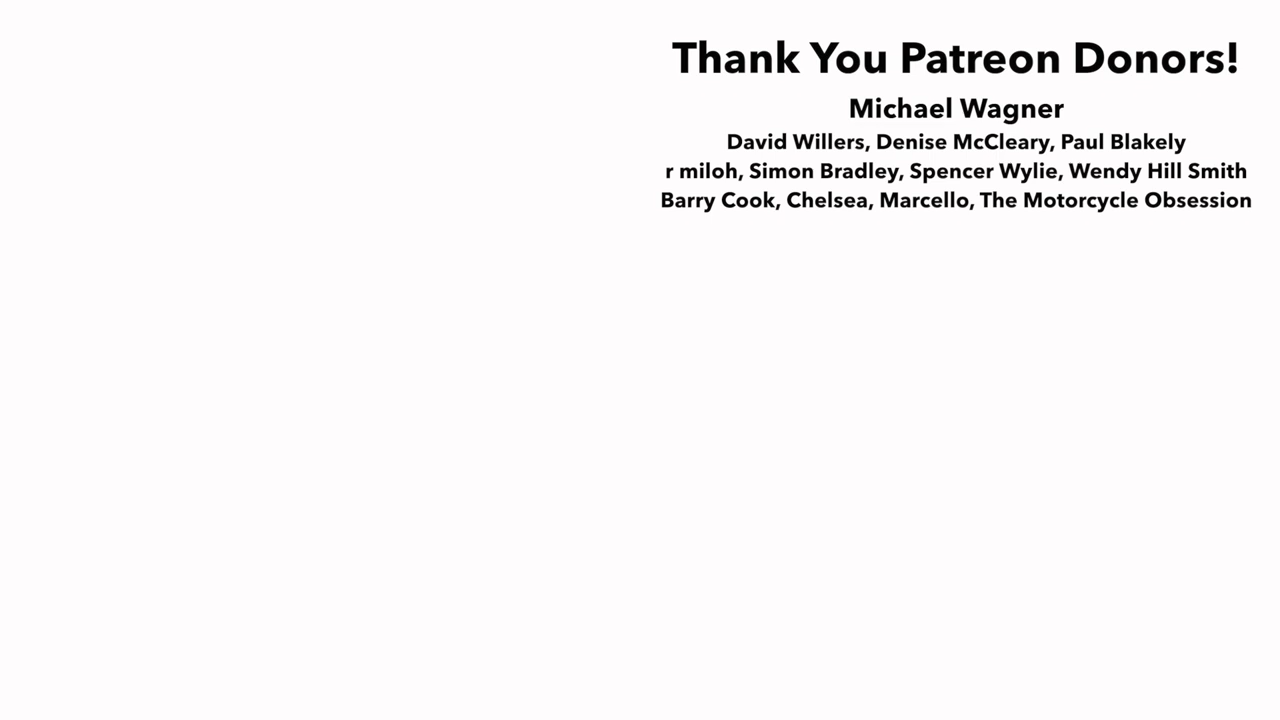 Thank You Patreon Donors!
Michael Wagner
David Willers, Denise McCleary, Paul Blakely
r miloh, Simon Bradley, Spencer Wylie, Wendy Hill Smith
Barry Cook, Chelsea, Marcello, The Motorcycle Obsession